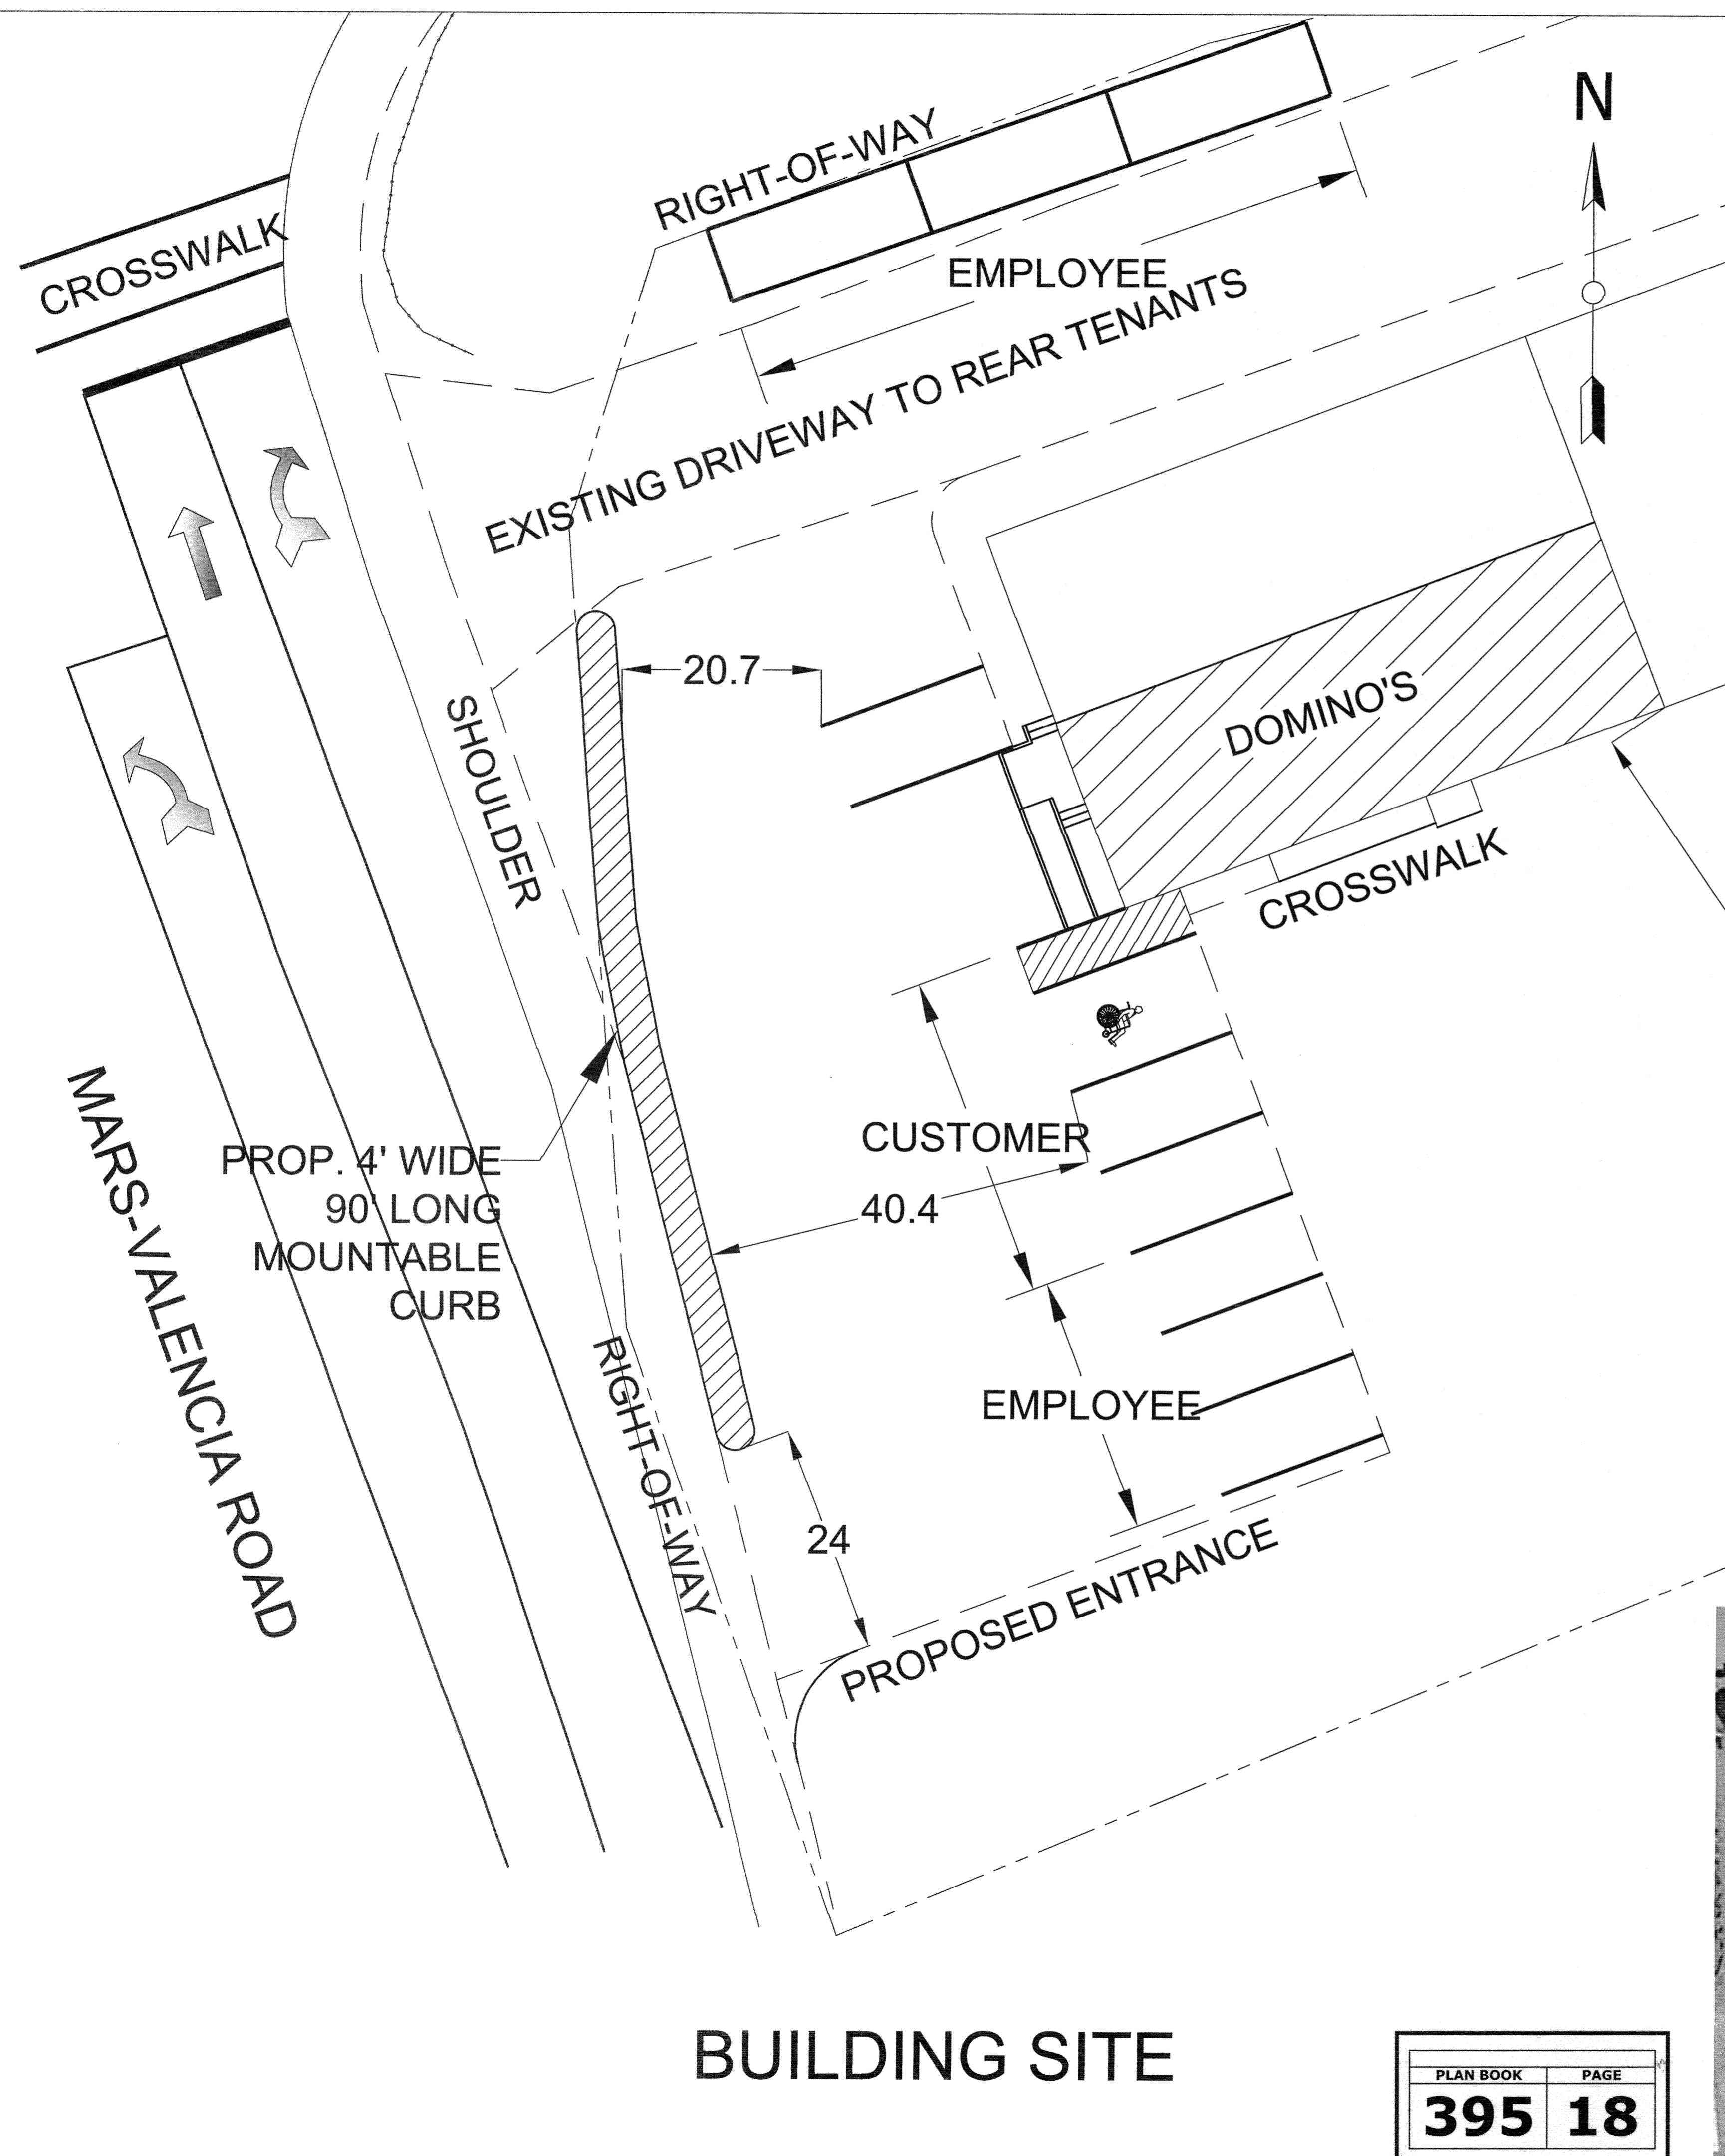 N
RIGHT-OF-WAY
CROSSWALK
EMPLOYEE
EXISTING DRIVEWAY TO REAR TENANTS
20.7
SHOULDER
DOMINO'S
CROSSWALK
MARS-VALENCIA ROAD
PROP. 4' WIDE
90' LONG
MOUNTABLE
CURB
CUSTOMER
40.4
RIGHT-OF-WAY
EMPLOYEE
24
PROPOSED ENTRANCE
BUILDING SITE
PLAN BOOK PAGE
395 18